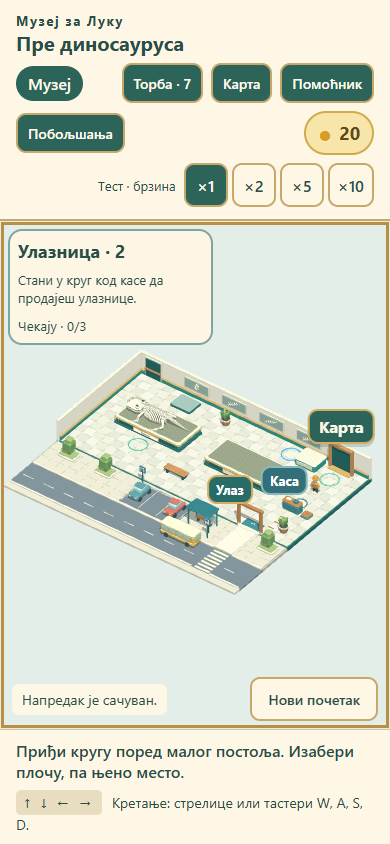 Музеј за Луку
Пре диносауруса
Музеј
Торба · 7
Карта
Помоћник
Побољшања
20
Тест · брзина
×1
×2
×5
×10
Улазница · 2
Стани у круг код касе да
продајеш улазнице.
Чекају · 0/3
Карта
Каса
Улаз
Напредак је сачуван.
Нови почетак
Приђи кругу поред малог постоља. Изабери
плочу, па њено место.
↑ ↓ ← → Кретање: стрелице или тастери W, A, S,
D.